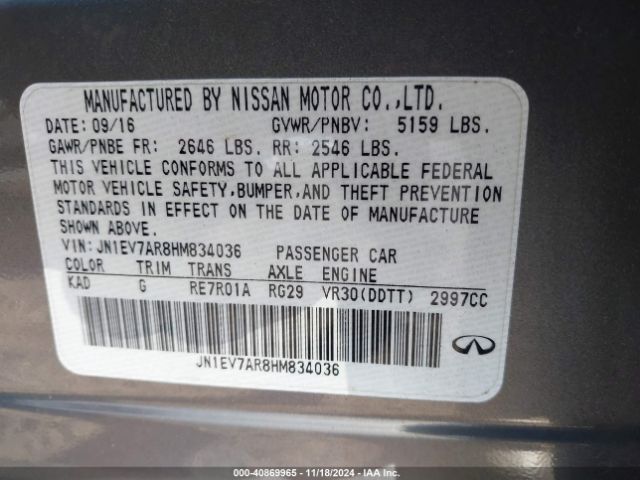 MANUFACTURED BY NISSAN MOTOR CO.,LTD.
DATE: 09/16 GVWR/PNBV: 5159 LBS.
GAWR/PNBE FR: 2646 LBS. RR: 2546 LBS.
THIS VEHICLE CONFORMS TO ALL APPLICABLE FEDERAL
MOTOR VEHICLE SAFETY,BUMPER,AND THEFT PREVENTION
STANDARDS IN EFFECT ON THE DATE OF MANUFACTURE
SHOWN ABOVE.
VIN: JN1EV7AR8HM834036 PASSENGER CAR
COLOR TRIM TRANS AXLE ENGINE
KAD G RE7R01A RG29 VR30(DDTT) 2997CC
JN1EV7AR8HM834036
000-40869965 - 11/18/2024 - IAA Inc.